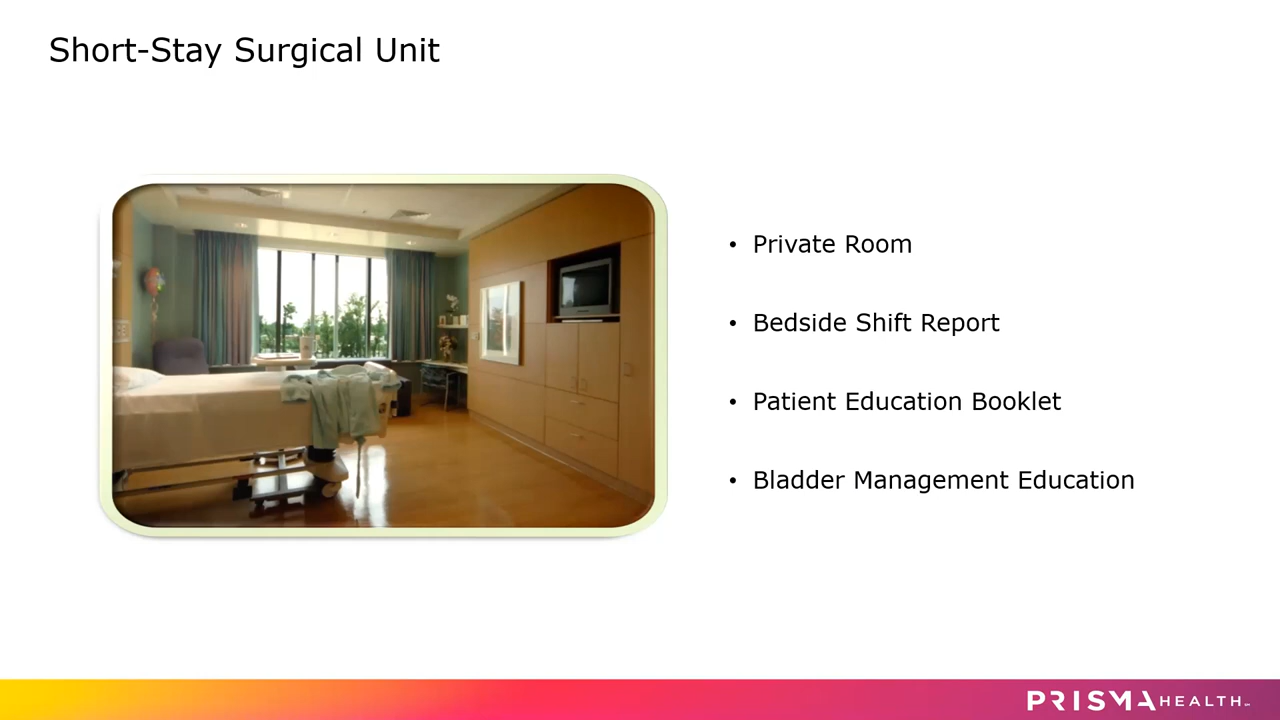 Short-Stay Surgical Unit
• Private Room
• Bedside Shift Report
• Patient Education Booklet
• Bladder Management Education
PRISMA HEALTH